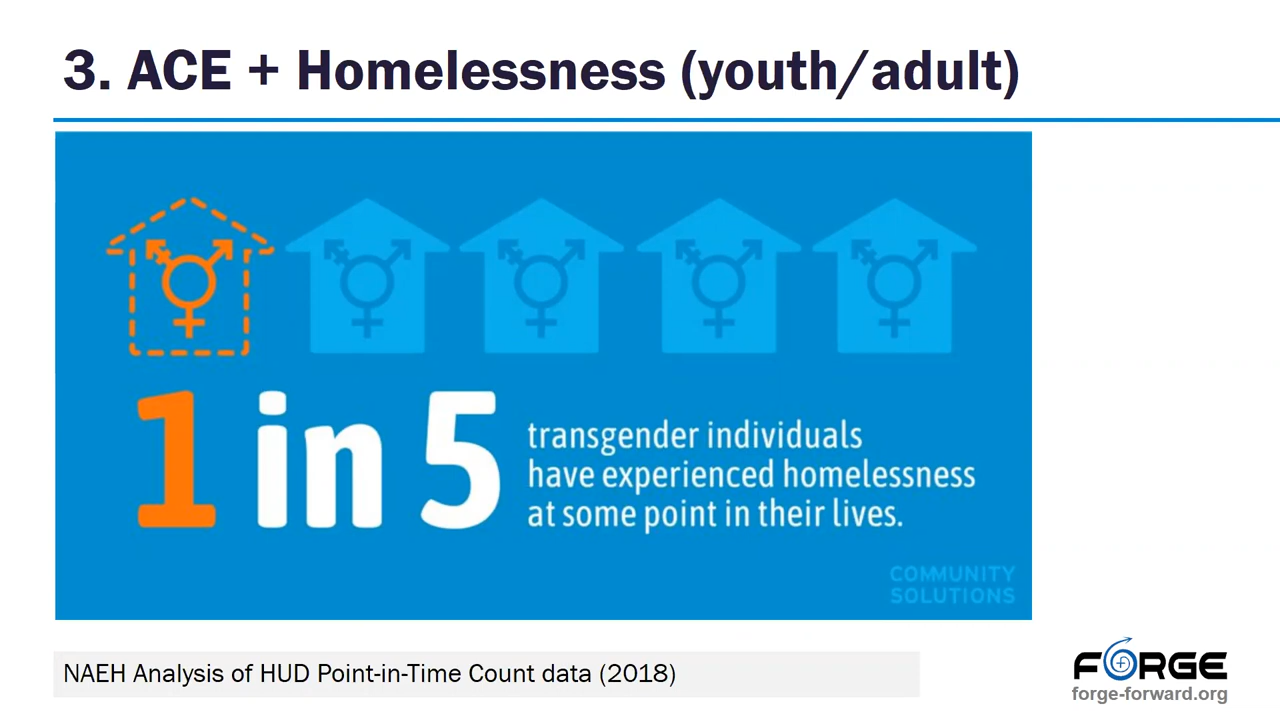 3. ACE + Homelessness (youth/adult)
1 in 5
transgender individuals
have experienced homelessness
at some point in their lives.
COMMUNITY
SOLUTIONS
NAEH Analysis of HUD Point-in-Time Count data (2018)
FORGE
forge-forward.org